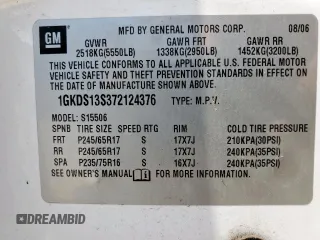 GM
MFD BY GENERAL MOTORS CORP. 08/06
GVWR GAWR FRT GAWR RR
2518KG(5550LB) 1338KG(2950LB) 1452KG(3200LB)
THIS VEHICLE CONFORMS TO ALL APPLICABLE U.S. FEDERAL MOTOR
VEHICLE SAFETY AND THEFT PREVENTION STANDARDS IN
EFFECT ON THE DATE OF MANUFACTURE SHOWN ABOVE.
1GKDS13S372124376 TYPE: M.P.V.
MODEL: S15506
SPNB TIRE SIZE SPEED RIM COLD TIRE PRESSURE
FRT P245/65R17 S 17X7J 210KPA(30PSI)
RR P245/65R17 S 17X7J 240KPA(35PSI)
SPA P235/75R16 S 16X7J 240KPA(35PSI)
SEE OWNER'S MANUAL FOR ADDITIONAL INFORMATION
DREAMBID